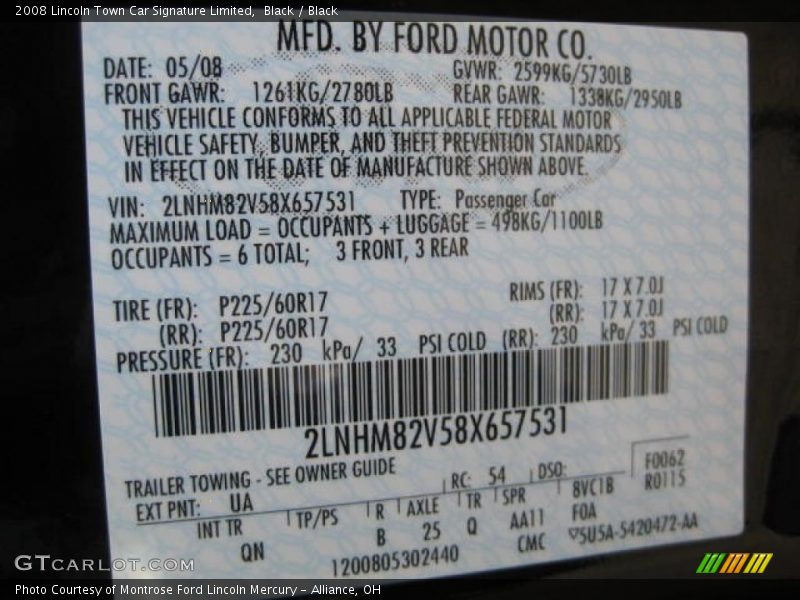 2008 Lincoln Town Car Signature Limited,  Black / Black
MFD. BY FORD MOTOR CO.
DATE: 05/08 GVWR: 2599KG/5730LB
FRONT GAWR: 1261KG/2780LB REAR GAWR: 1338KG/2950LB
THIS VEHICLE CONFORMS TO ALL APPLICABLE FEDERAL MOTOR
VEHICLE SAFETY, BUMPER, AND THEFT PREVENTION STANDARDS
IN EFFECT ON THE DATE OF MANUFACTURE SHOWN ABOVE.
VIN: 2LNHM82V58X657531 TYPE: Passenger Car
MAXIMUM LOAD = OCCUPANTS + LUGGAGE = 498KG/1100LB
OCCUPANTS = 6 TOTAL; 3 FRONT, 3 REAR
TIRE (FR): P225/60R17 RIMS (FR): 17 X 7.0J
(RR): P225/60R17 (RR): 17 X 7.0J
PRESSURE (FR): 230 kPa/ 33 PSI COLD (RR): 230 kPa/ 33 PSI COLD
2LNHM82V58X657531
TRAILER TOWING - SEE OWNER GUIDE
EXT PNT: UA RC: 54 DSO: F0062
R0115
INT TR TP/PS R AXLE TR SPR 8VC1B
QN B 25 Q AA11 F0A
1200805302440 CMC ▽5U5A-5420472-AA
GTCARLOT.COM
Photo Courtesy of Montrose Ford Lincoln Mercury - Alliance, OH